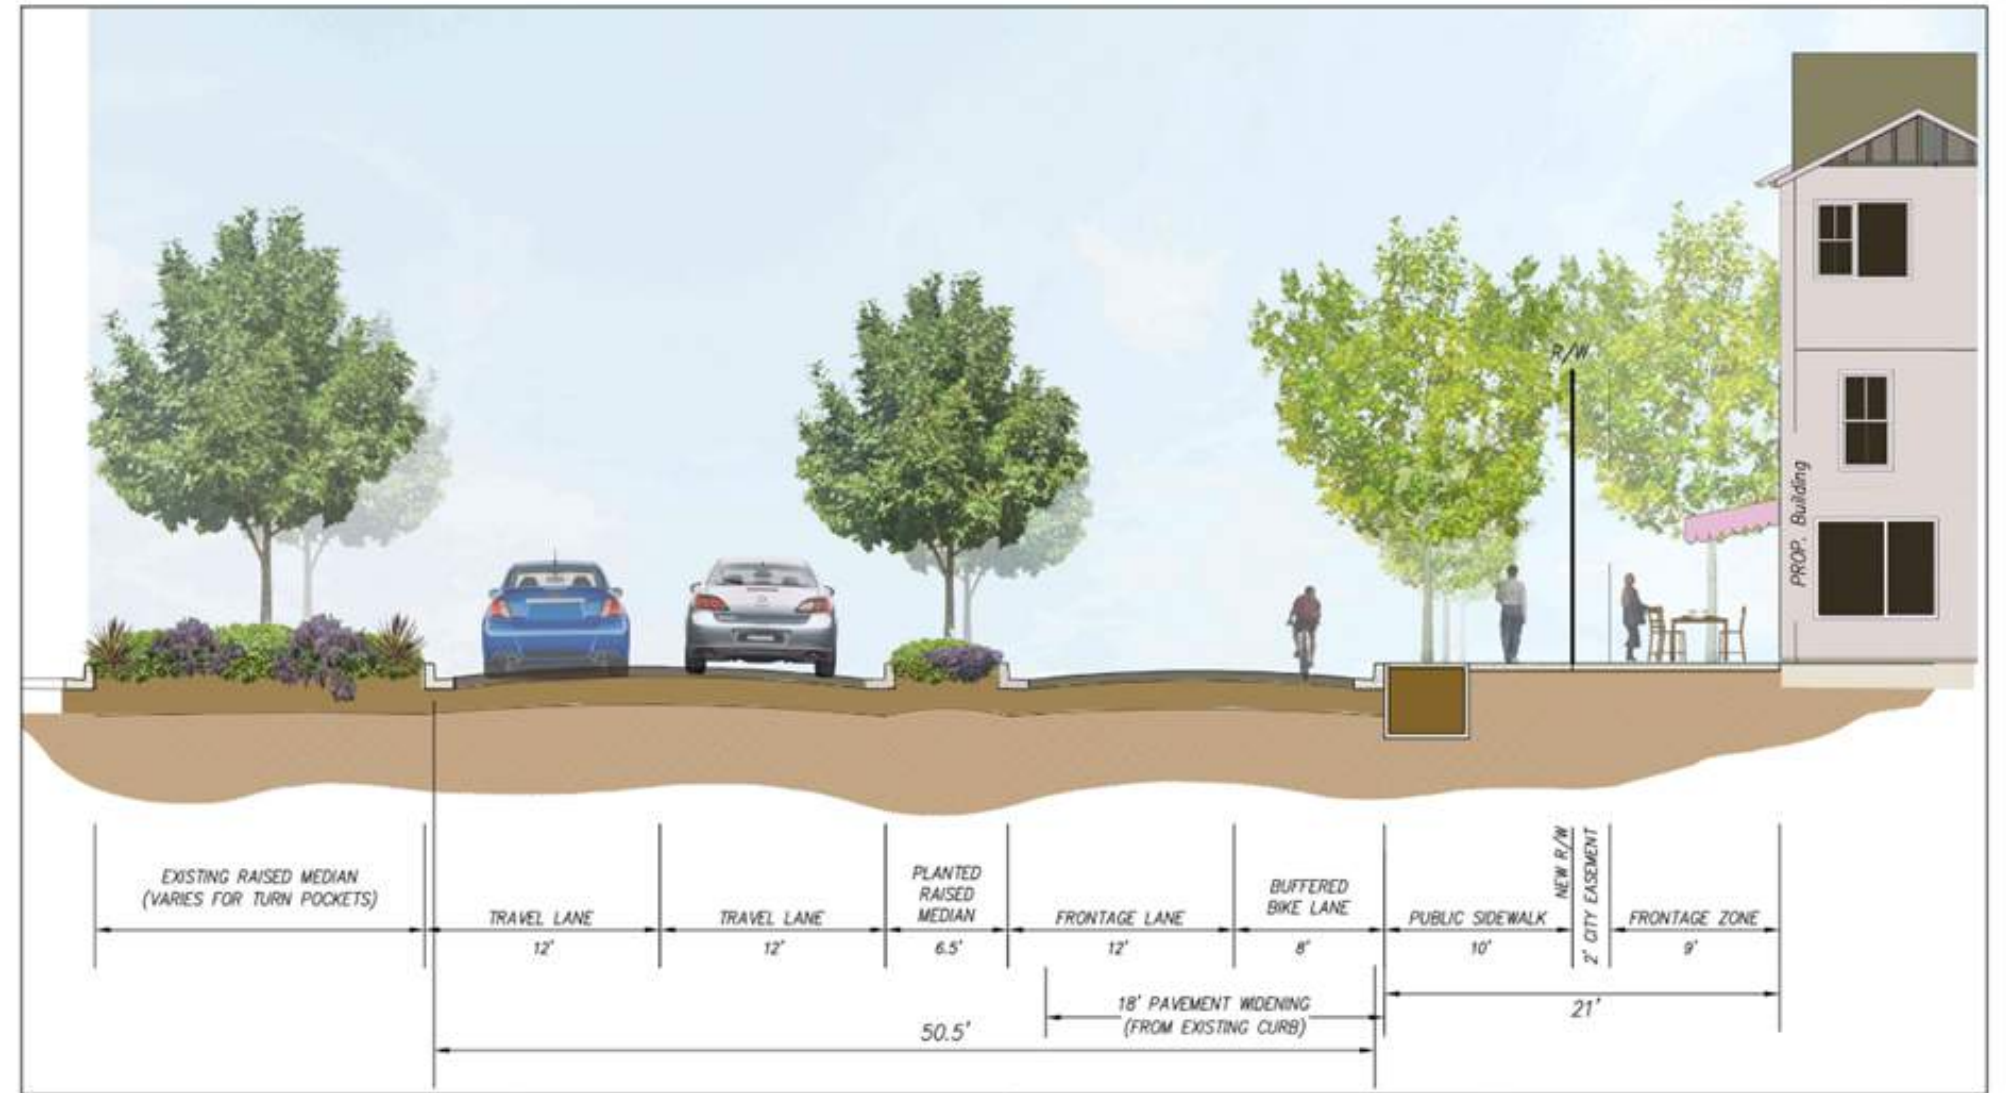 R/W
PROP. Building
EXISTING RAISED MEDIAN
(VARIES FOR TURN POCKETS)
TRAVEL LANE
12'
TRAVEL LANE
12'
PLANTED
RAISED
MEDIAN
6.5'
FRONTAGE LANE
12'
BUFFERED
BIKE LANE
8'
PUBLIC SIDEWALK
10'
NEW R/W
2' CITY EASEMENT
FRONTAGE ZONE
9'
18' PAVEMENT WIDENING
(FROM EXISTING CURB)
21'
50.5'